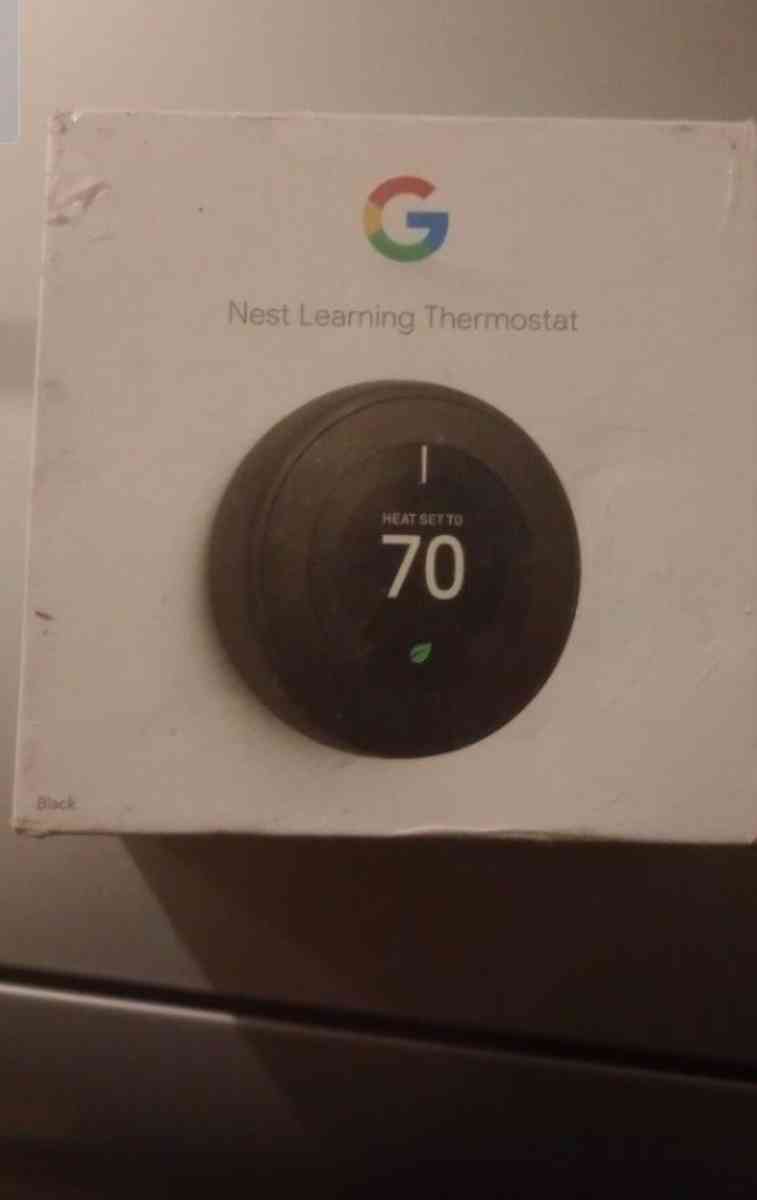 G
Nest Learning Thermostat
HEAT SET TO
70
Black